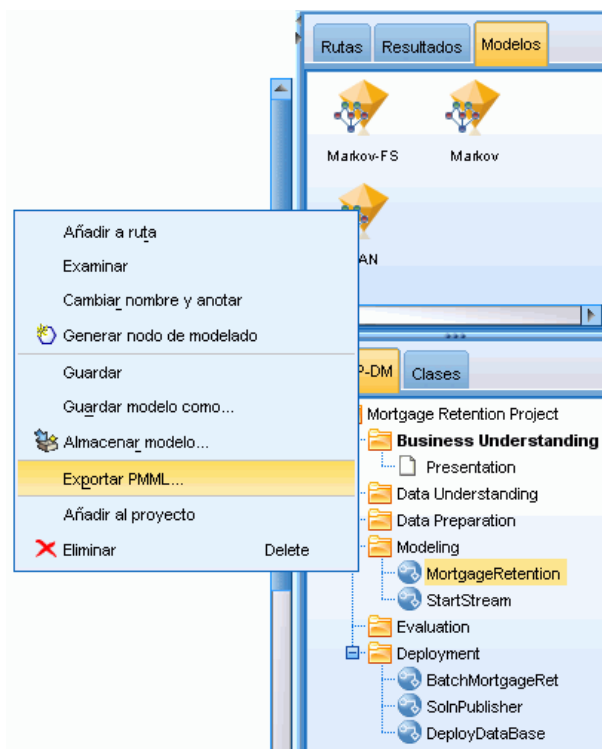 Rutas Resultados Modelos
Markov-FS Markov
AN
Añadir a ruta
Examinar
Cambiar nombre y anotar
Generar nodo de modelado
Guardar
Guardar modelo como...
Almacenar modelo...
Exportar PMML...
Añadir al proyecto
Eliminar Delete
P-DM Clases
Mortgage Retention Project
Business Understanding
Presentation
Data Understanding
Data Preparation
Modeling
MortgageRetention
StartStream
Evaluation
Deployment
BatchMortgageRet
SolnPublisher
DeployDataBase